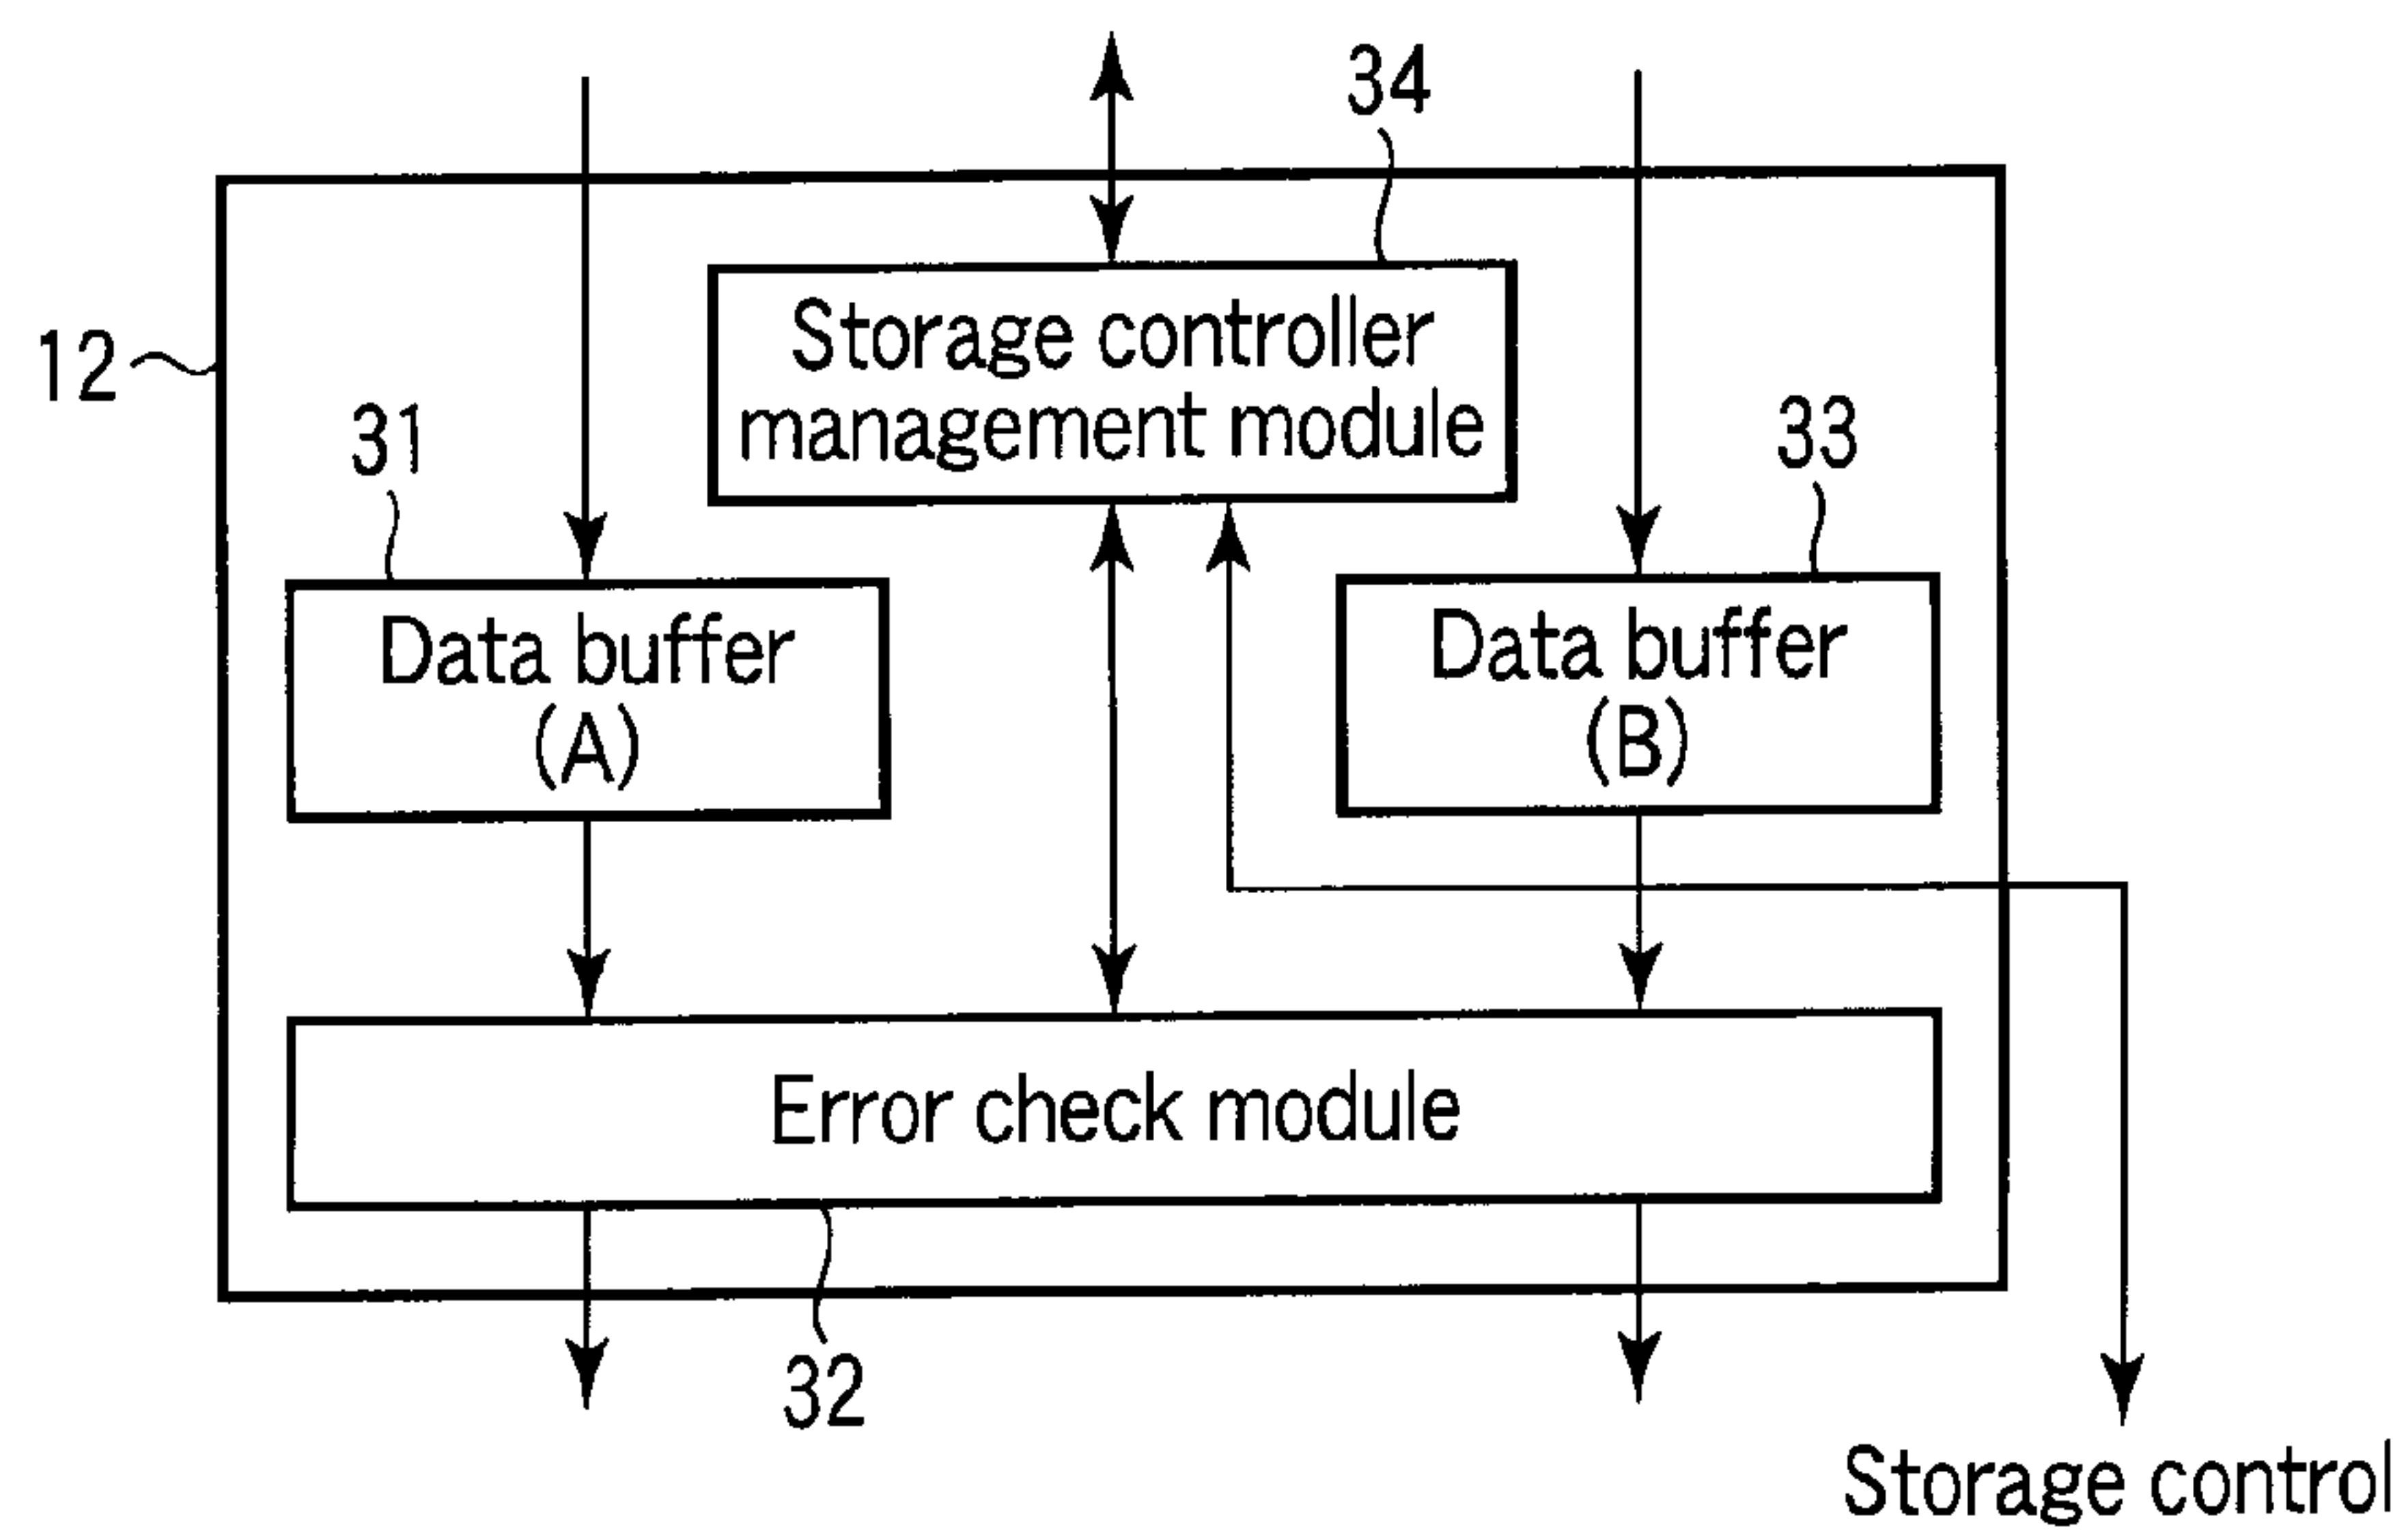 34
Storage controller
management module
12
31
33
Data buffer
(A)
Data buffer
(B)
Error check module
32
Storage control